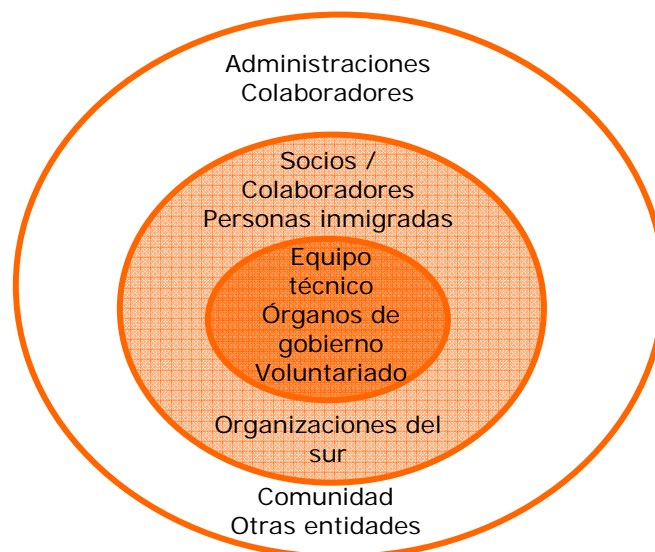 Administraciones
Colaboradores
Socios /
Colaboradores
Personas inmigradas
Equipo
técnico
Órganos de
gobierno
Voluntariado
Organizaciones del
sur
Comunidad
Otras entidades